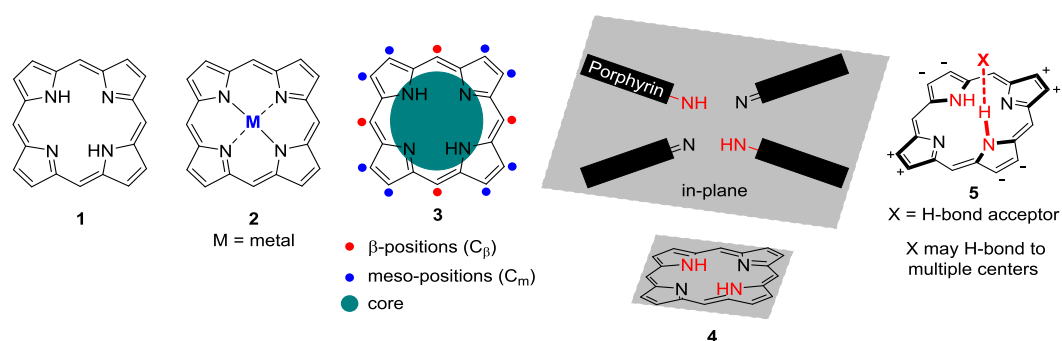 NH
N
N
HN
1
N
N
M
N
N
2
M = metal
NH
N
N
HN
3
β-positions (Cβ)
meso-positions (Cm)
core
Porphyrin
NH
N
N
HN
in-plane
NH
N
N
HN
4
X
H
NH
N
N
N
– –
+
+
+
+
–
–
5
X = H-bond acceptor
X may H-bond to
multiple centers